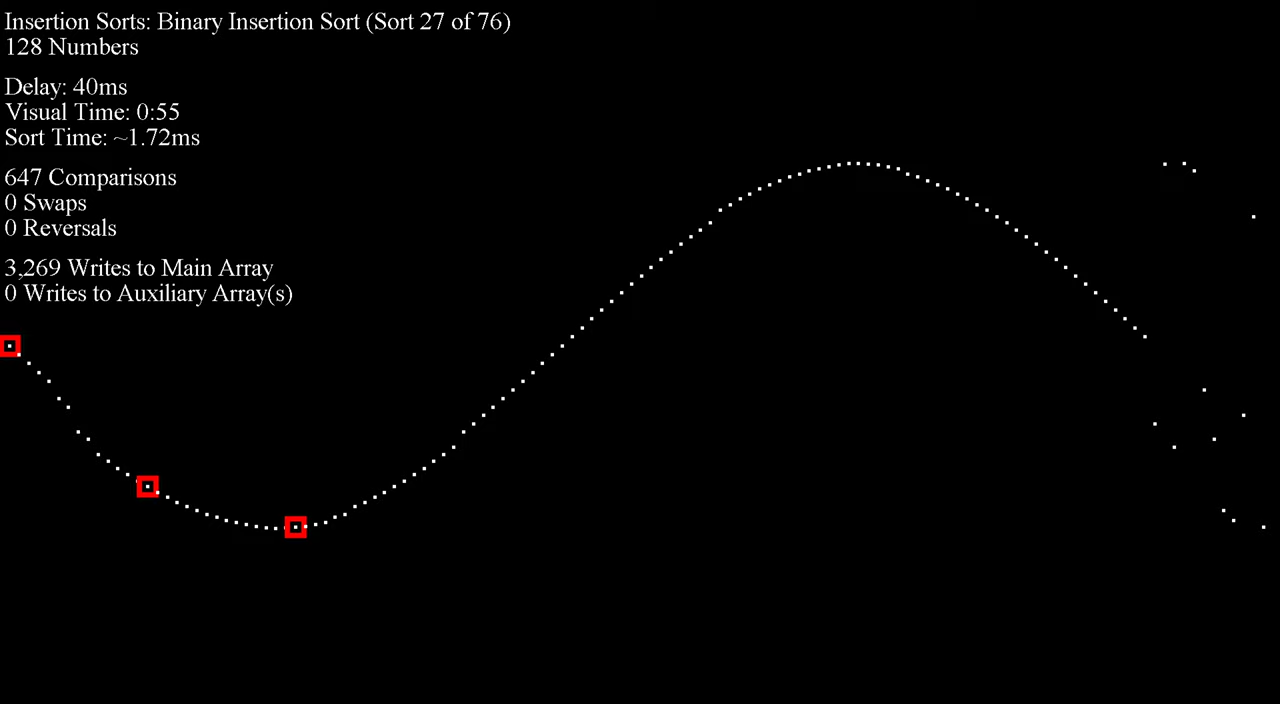 Insertion Sorts: Binary Insertion Sort (Sort 27 of 76)
128 Numbers
Delay: 40ms
Visual Time: 0:55
Sort Time: ~1.72ms
647 Comparisons
0 Swaps
0 Reversals
3,269 Writes to Main Array
0 Writes to Auxiliary Array(s)